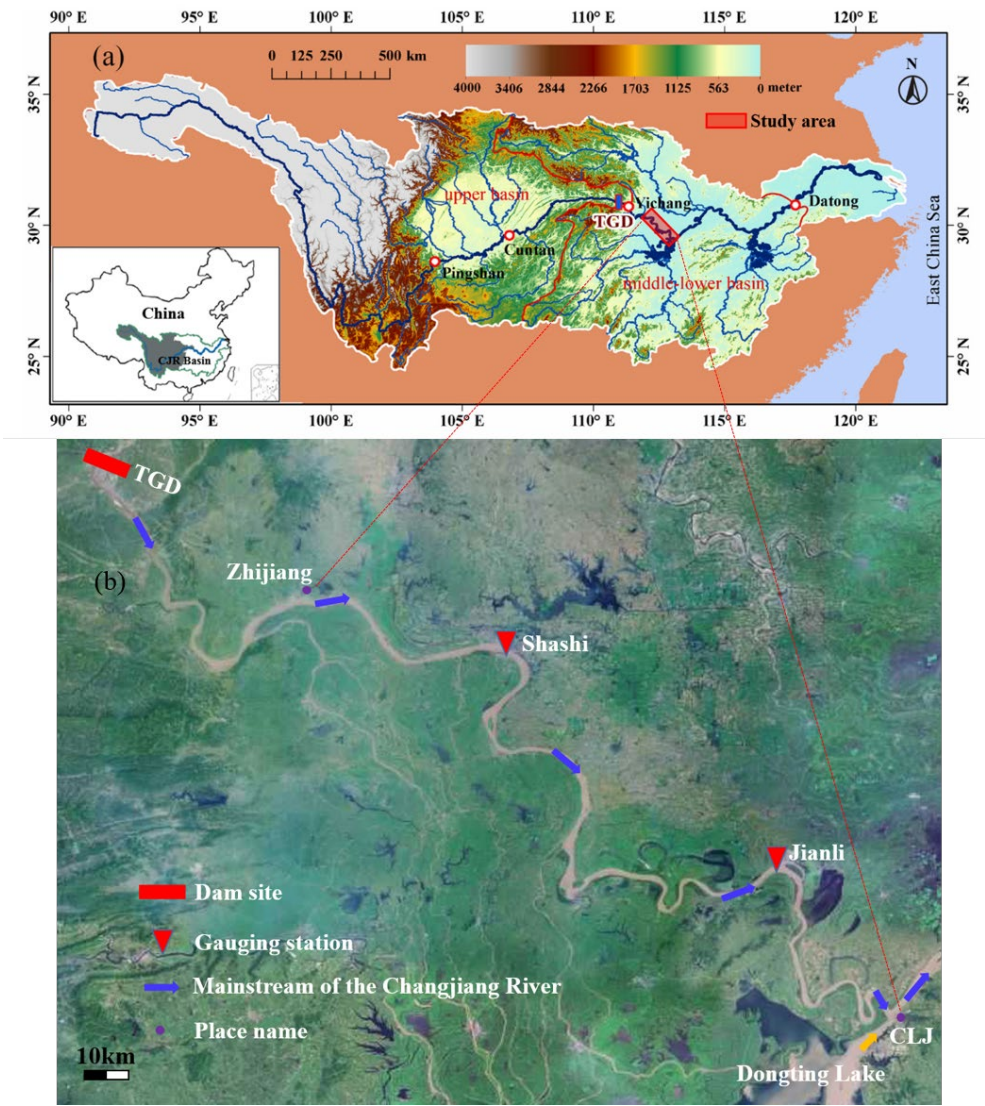 90° E 95° E 100° E 105° E 110° E 115° E 120° E
(a)
0 125 250 500 km
4000 3406 2844 2266 1703 1125 563 0 meter
N
Study area
35° N
30° N
25° N
35° N
30° N
25° N
upper basin
Yichang
TGD
Datong
Cuntan
Pingshan
middle-lower basin
East China Sea
China
CJR Basin
90° E 95° E 100° E 105° E 110° E 115° E 120° E
TGD
(b)
Zhijiang
Shashi
Jianli
Dam site
Gauging station
Mainstream of the Changjiang River
Place name
CLJ
10km
Dongting Lake